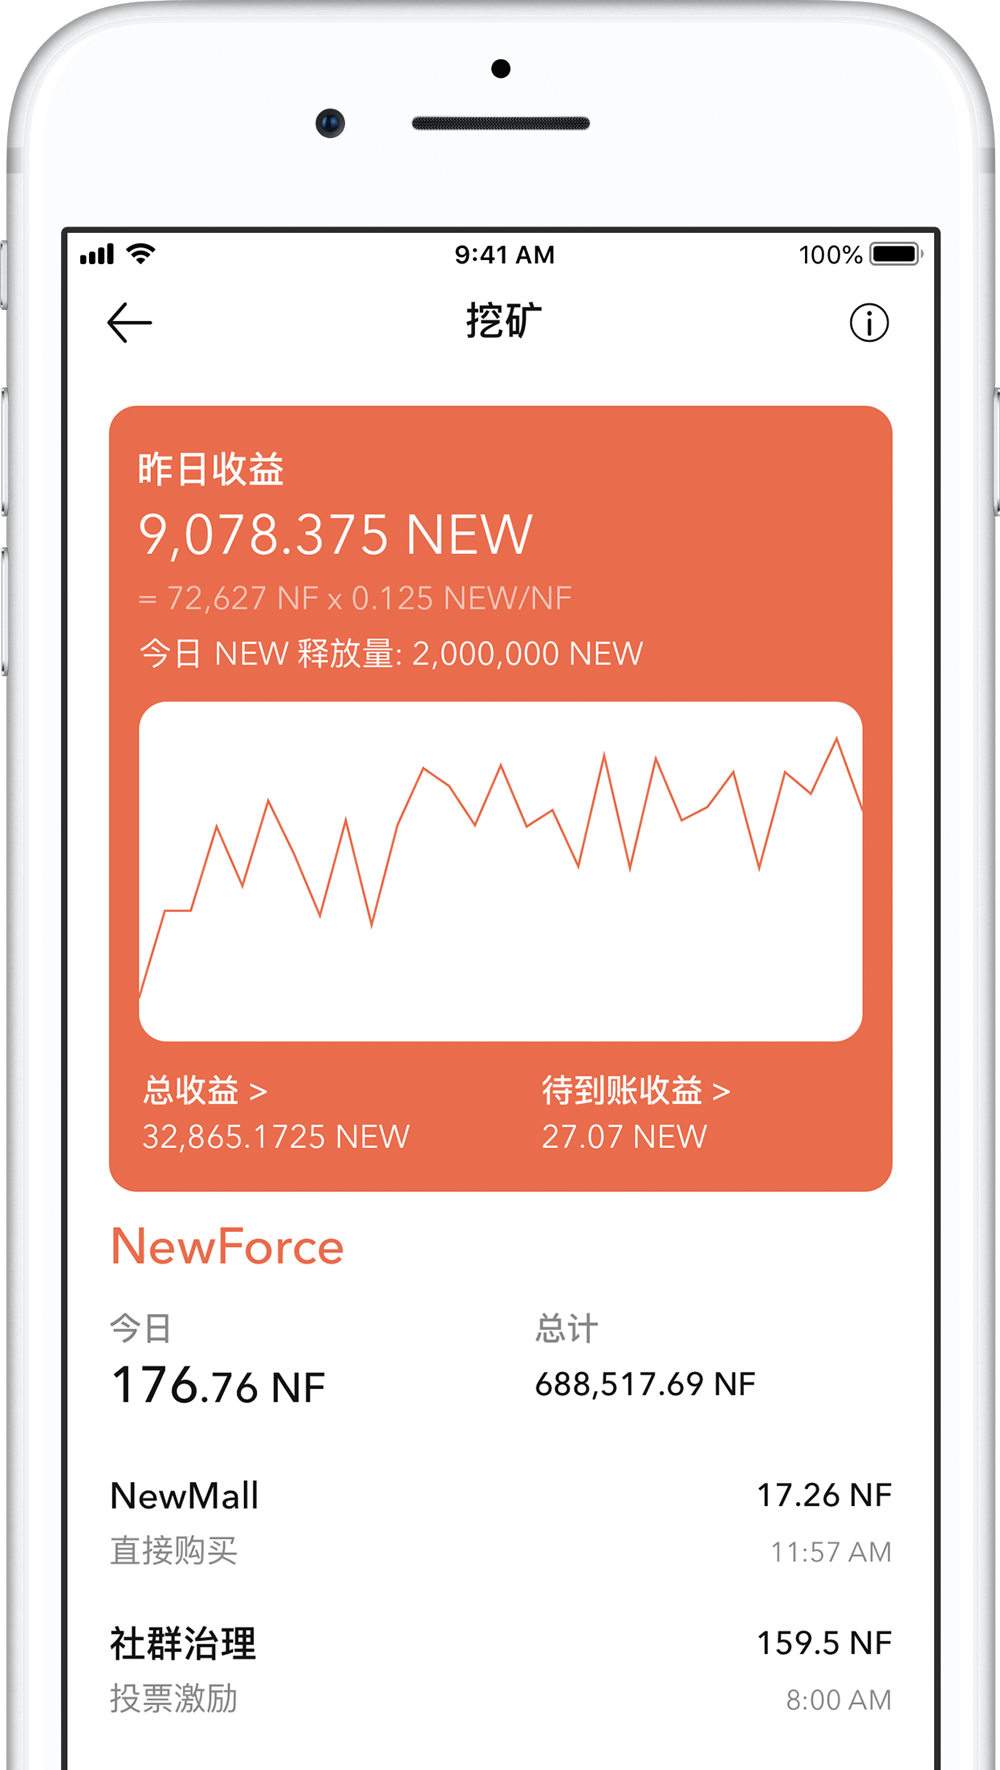 9:41 AM
100%
挖矿
昨日收益
9,078.375 NEW
= 72,627 NF x 0.125 NEW/NF
今日 NEW 释放量: 2,000,000 NEW
总收益 >
待到账收益 >
32,865.1725 NEW
27.07 NEW
NewForce
今日
总计
176.76 NF
688,517.69 NF
NewMall
17.26 NF
直接购买
11:57 AM
社群治理
159.5 NF
投票激励
8:00 AM